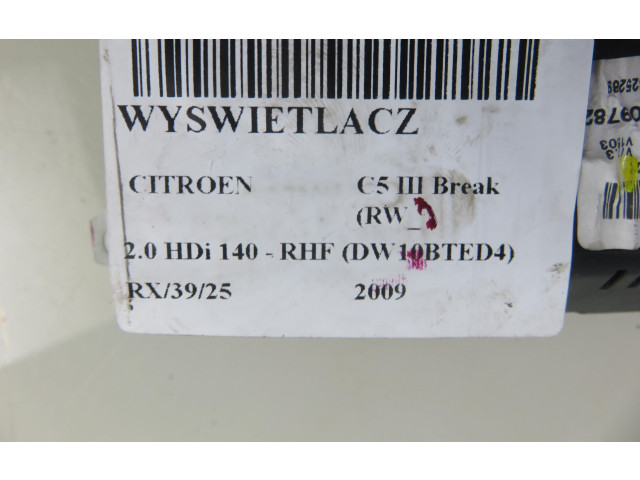 WYSWIETLACZ
CITROEN C5 III Break
(RW_)
2.0 HDi 140 - RHF (DW10BTED4)
RX/39/25 2009